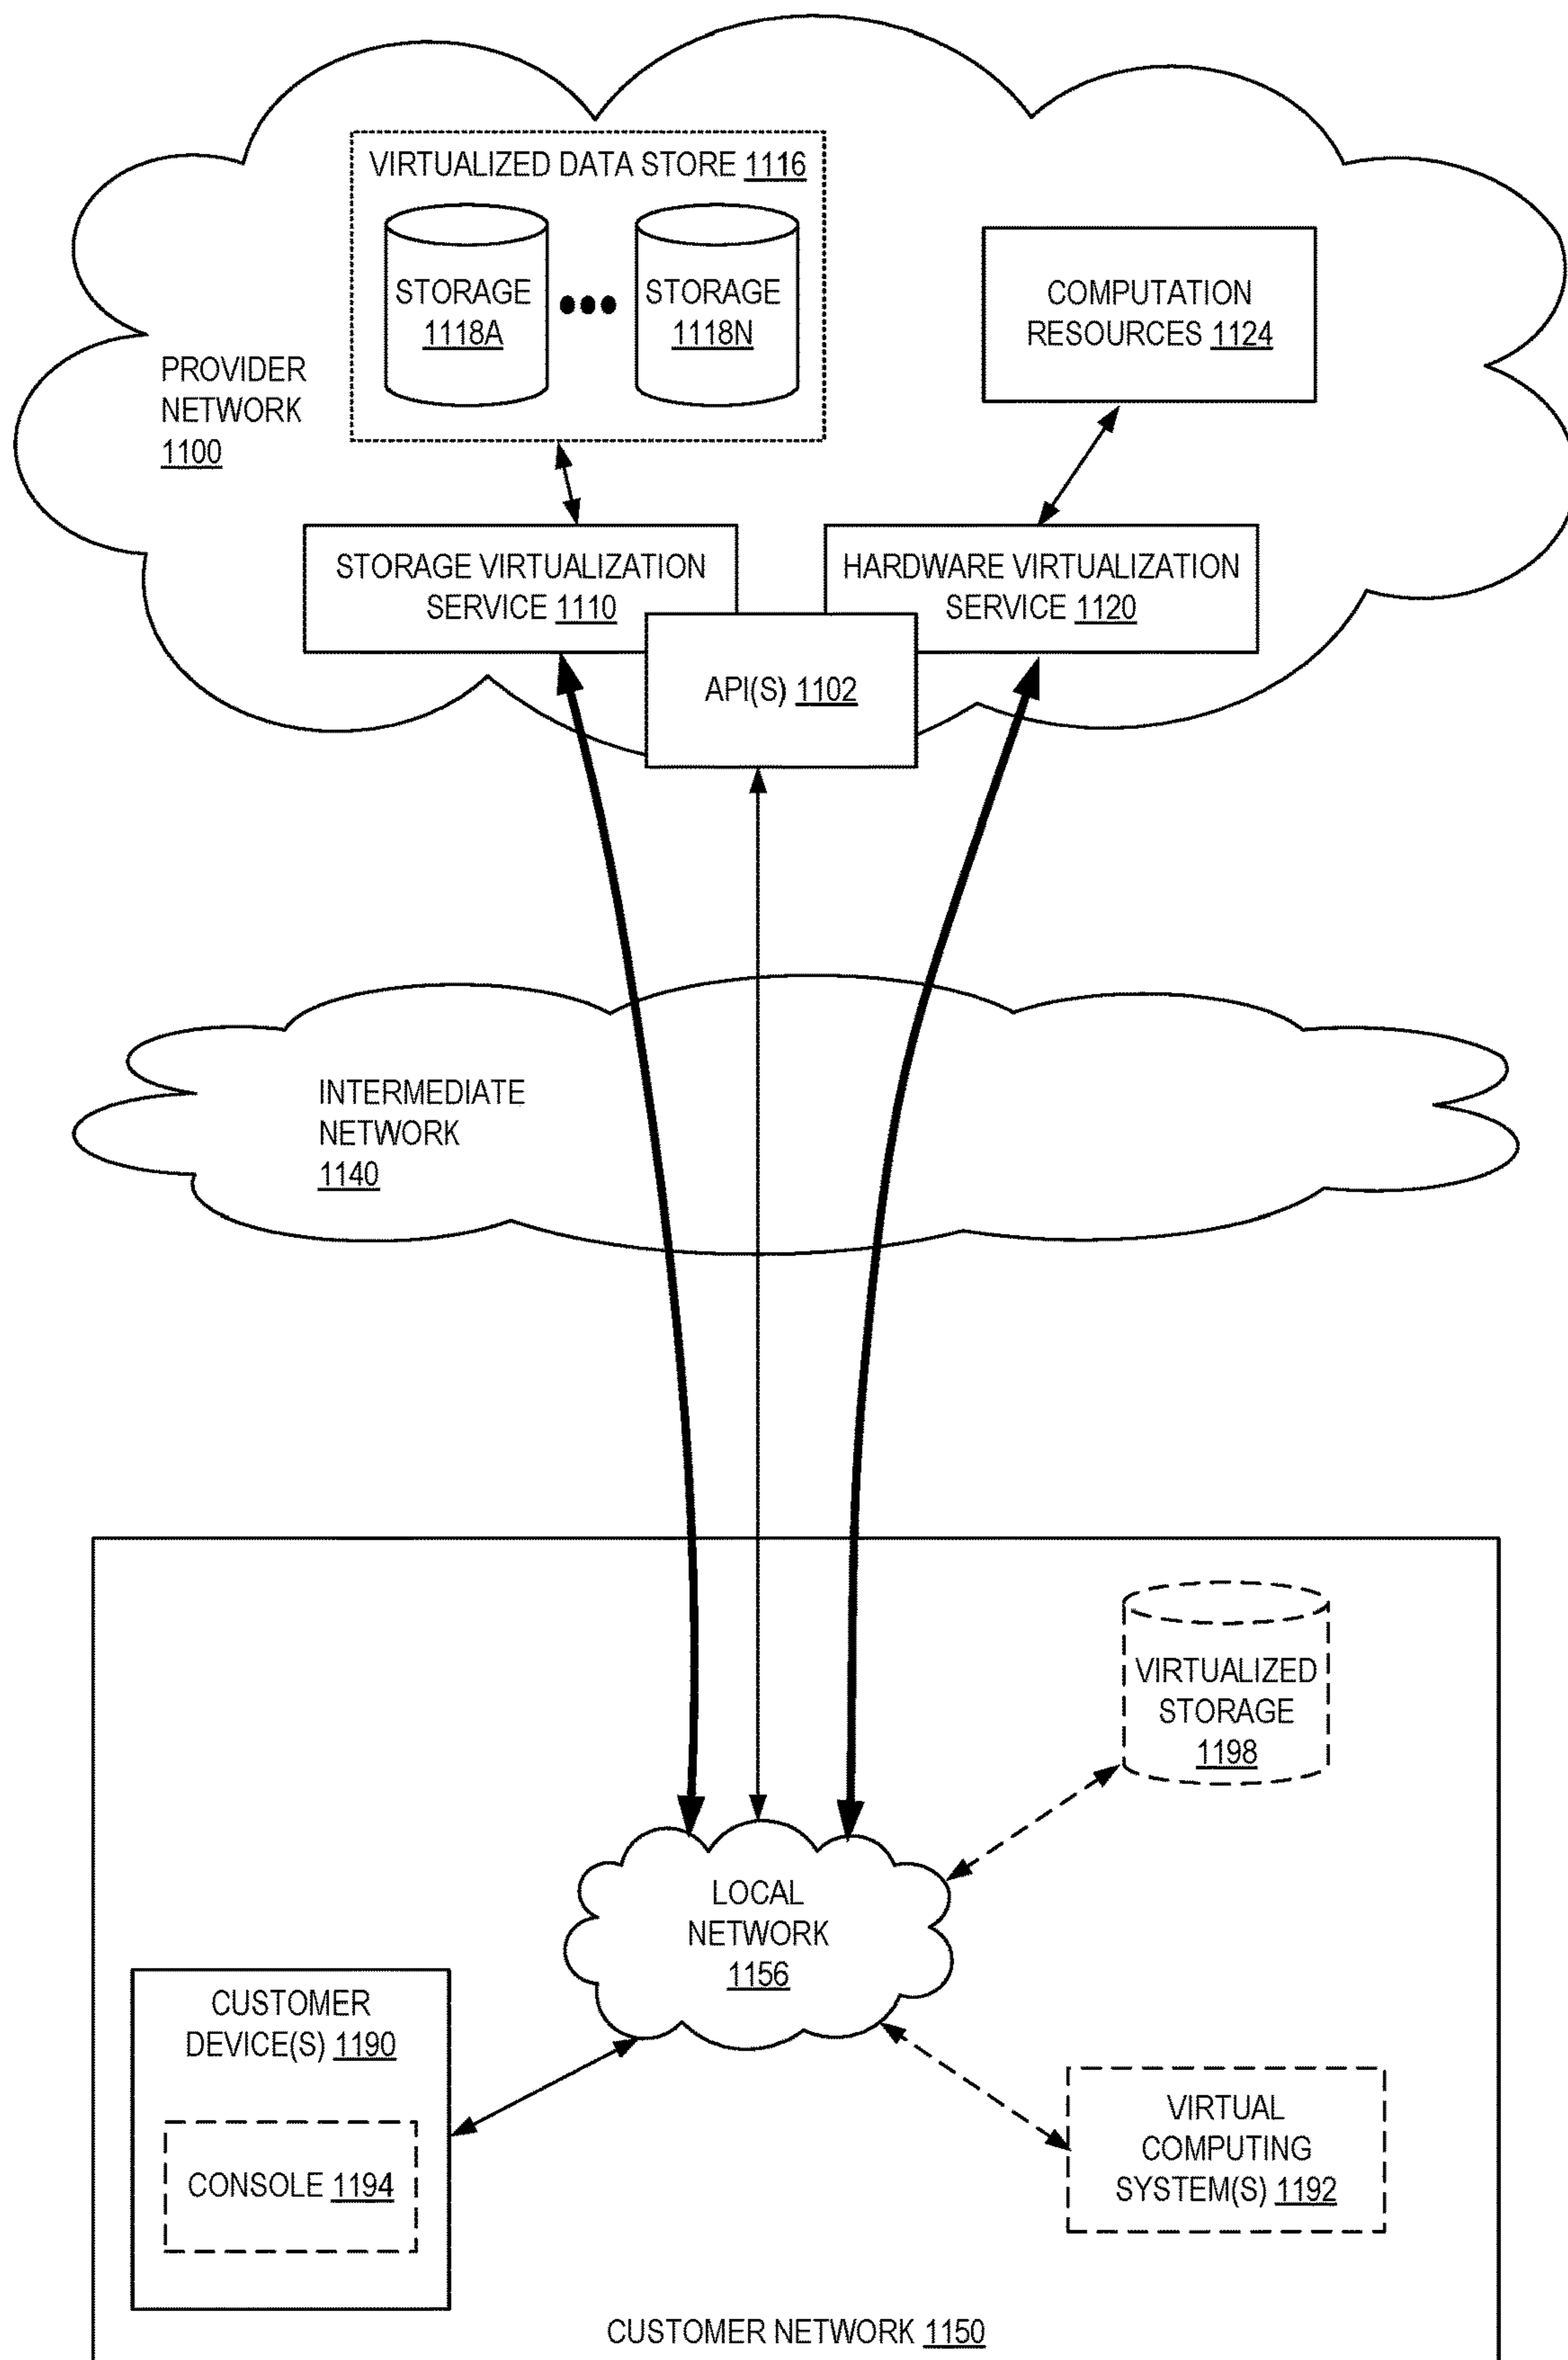 VIRTUALIZED DATA STORE 1116
STORAGE
1118A
STORAGE
1118N
COMPUTATION
RESOURCES 1124
PROVIDER
NETWORK
1100
STORAGE VIRTUALIZATION
SERVICE 1110
HARDWARE VIRTUALIZATION
SERVICE 1120
API(S) 1102
INTERMEDIATE
NETWORK
1140
VIRTUALIZED
STORAGE
1198
LOCAL
NETWORK
1156
CUSTOMER
DEVICE(S) 1190
CONSOLE 1194
VIRTUAL
COMPUTING
SYSTEM(S) 1192
CUSTOMER NETWORK 1150